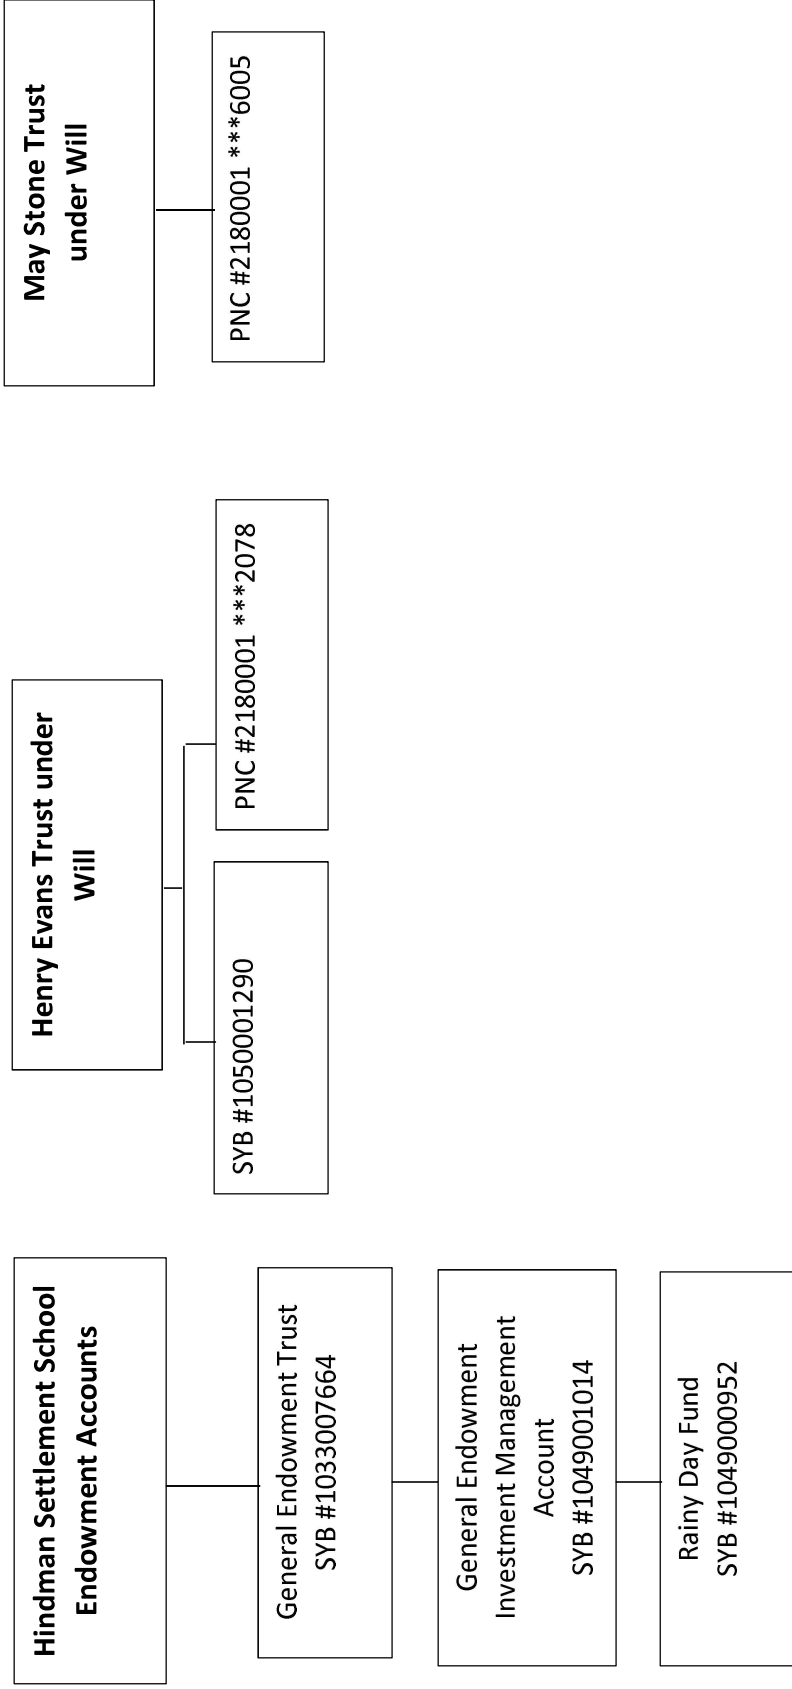 Hindman Settlement School
Endowment Accounts
General Endowment Trust
SYB #1033007664
General Endowment
Investment Management
Account
SYB #1049001014
Rainy Day Fund
SYB #1049000952
Henry Evans Trust under
Will
SYB #1050001290
PNC #2180001 ***2078
May Stone Trust
under Will
PNC #2180001 ***6005